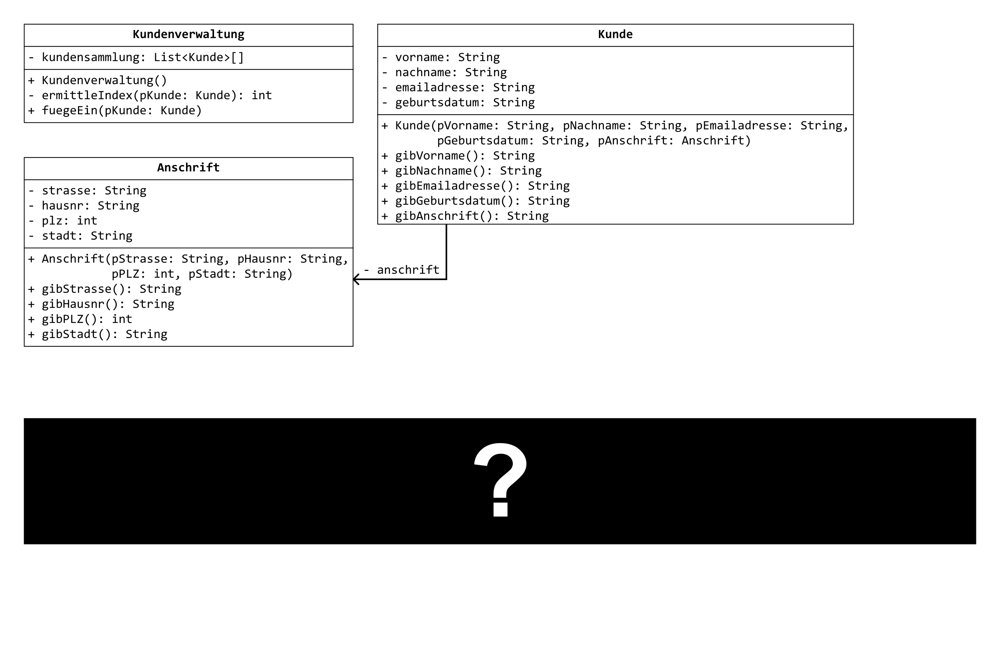 Kundenverwaltung
- kundensammlung: List<Kunde>[]
+ Kundenverwaltung()
- ermittleIndex(pKunde: Kunde): int
+ fuegeEin(pKunde: Kunde)
Kunde
- vorname: String
- nachname: String
- emailadresse: String
- geburtsdatum: String
+ Kunde(pVorname: String, pNachname: String, pEmailadresse: String,
pGeburtsdatum: String, pAnschrift: Anschrift)
+ gibVorname(): String
+ gibNachname(): String
+ gibEmailadresse(): String
+ gibGeburtsdatum(): String
+ gibAnschrift(): String
Anschrift
- strasse: String
- hausnr: String
- plz: int
- stadt: String
+ Anschrift(pStrasse: String, pHausnr: String,
pPLZ: int, pStadt: String)
+ gibStrasse(): String
+ gibHausnr(): String
+ gibPLZ(): int
+ gibStadt(): String
- anschrift
?